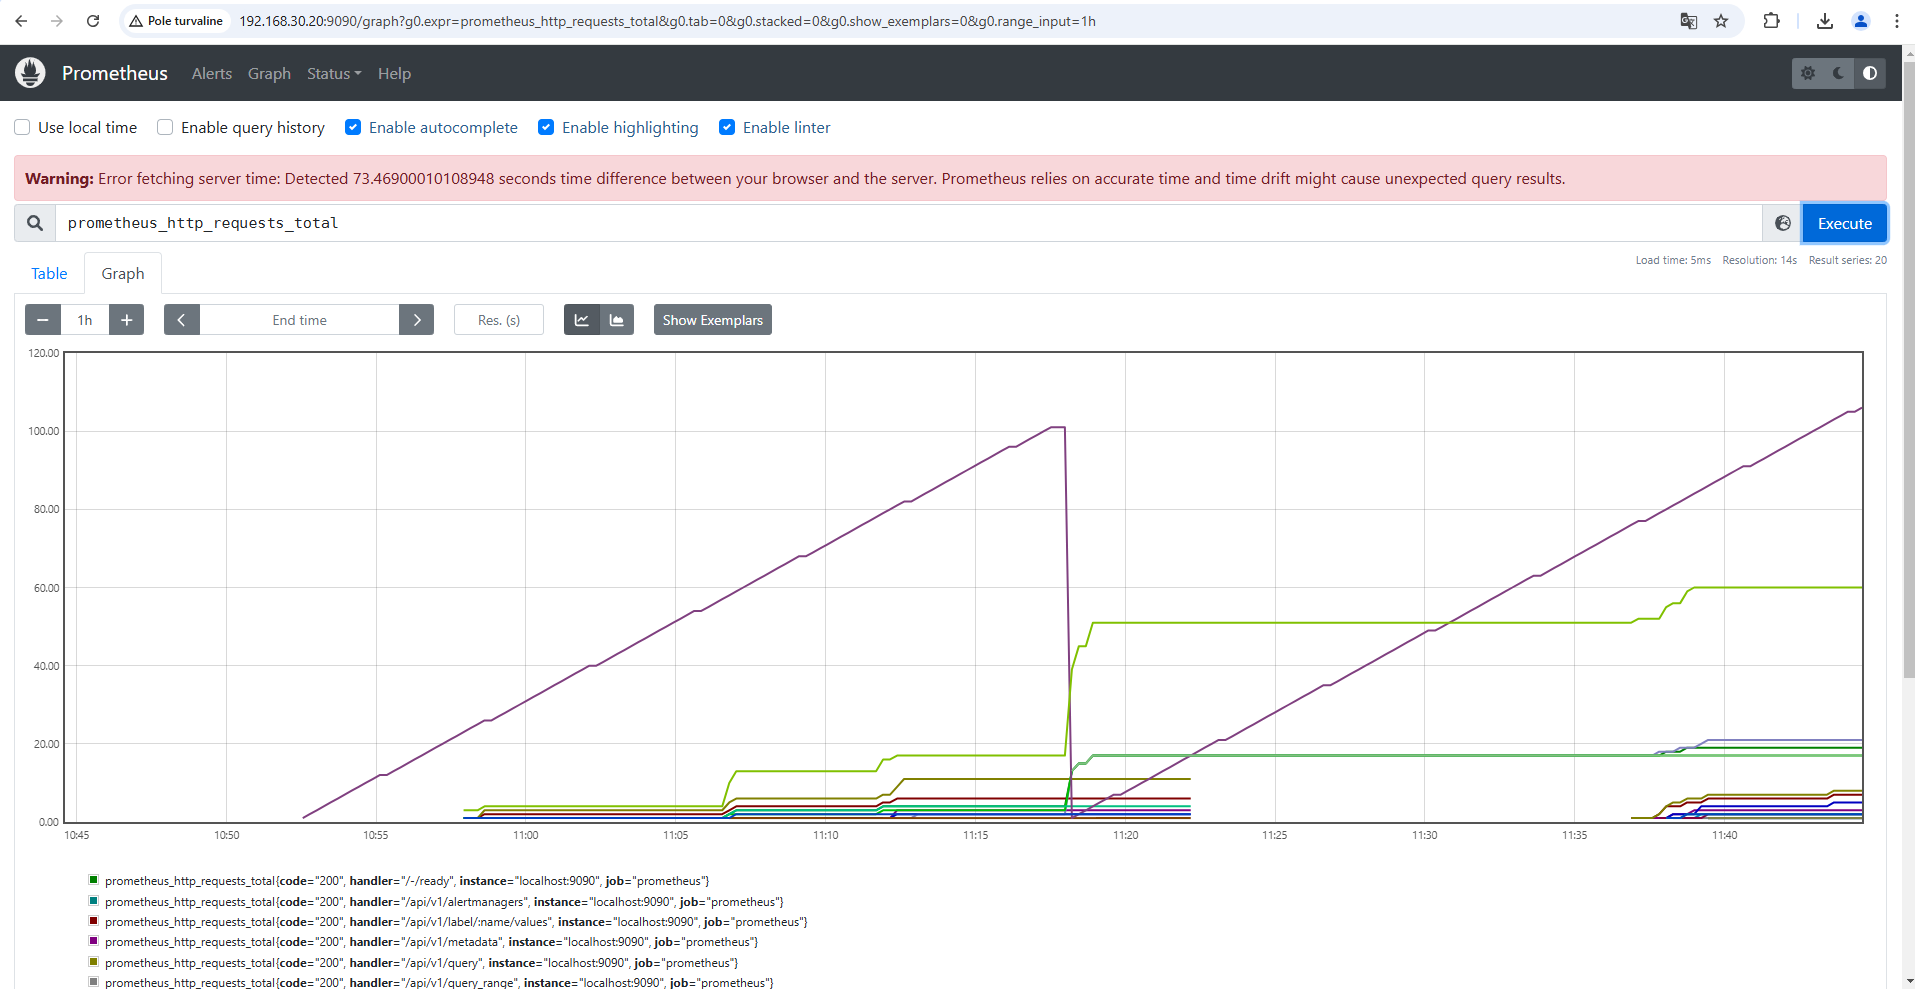 Pole turvaline 192.168.30.20:9090/graph?g0.expr=prometheus_http_requests_total&g0.tab=0&g0.stacked=0&g0.show_exemplars=0&g0.range_input=1h
Prometheus Alerts Graph Status Help
Use local time Enable query history Enable autocomplete Enable highlighting Enable linter
Warning: Error fetching server time: Detected 73.46900010108948 seconds time difference between your browser and the server. Prometheus relies on accurate time and time drift might cause unexpected query results.
prometheus_http_requests_total Execute
Table Graph Load time: 5ms Resolution: 14s Result series: 20
− 1h + End time Res. (s) Show Exemplars
120.00
100.00
80.00
60.00
40.00
20.00
0.00
10:45 10:50 10:55 11:00 11:05 11:10 11:15 11:20 11:25 11:30 11:35 11:40
prometheus_http_requests_total{code="200", handler="/-/ready", instance="localhost:9090", job="prometheus"}
prometheus_http_requests_total{code="200", handler="/api/v1/alertmanagers", instance="localhost:9090", job="prometheus"}
prometheus_http_requests_total{code="200", handler="/api/v1/label/:name/values", instance="localhost:9090", job="prometheus"}
prometheus_http_requests_total{code="200", handler="/api/v1/metadata", instance="localhost:9090", job="prometheus"}
prometheus_http_requests_total{code="200", handler="/api/v1/query", instance="localhost:9090", job="prometheus"}
prometheus_http_requests_total{code="200", handler="/api/v1/query_range", instance="localhost:9090", job="prometheus"}